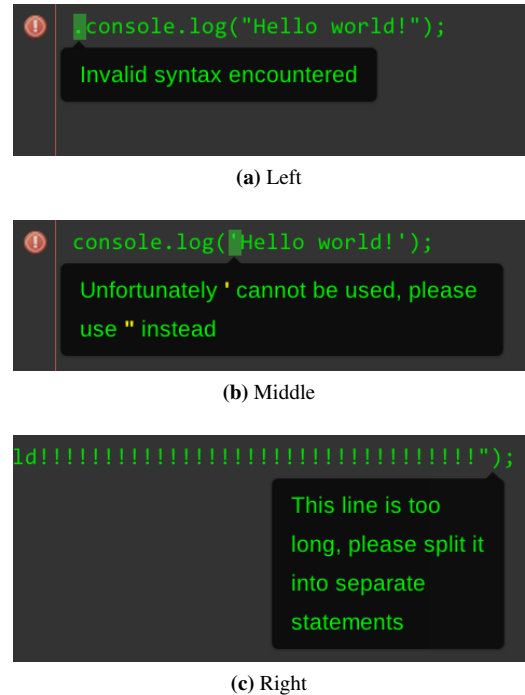 .console.log("Hello world!");
Invalid syntax encountered
(a) Left
console.log('Hello world!');
Unfortunately ' cannot be used, please
use " instead
(b) Middle
ld!!!!!!!!!!!!!!!!!!!!!!!!!!!!!!!!!!");
This line is too
long, please split it
into separate
statements
(c) Right